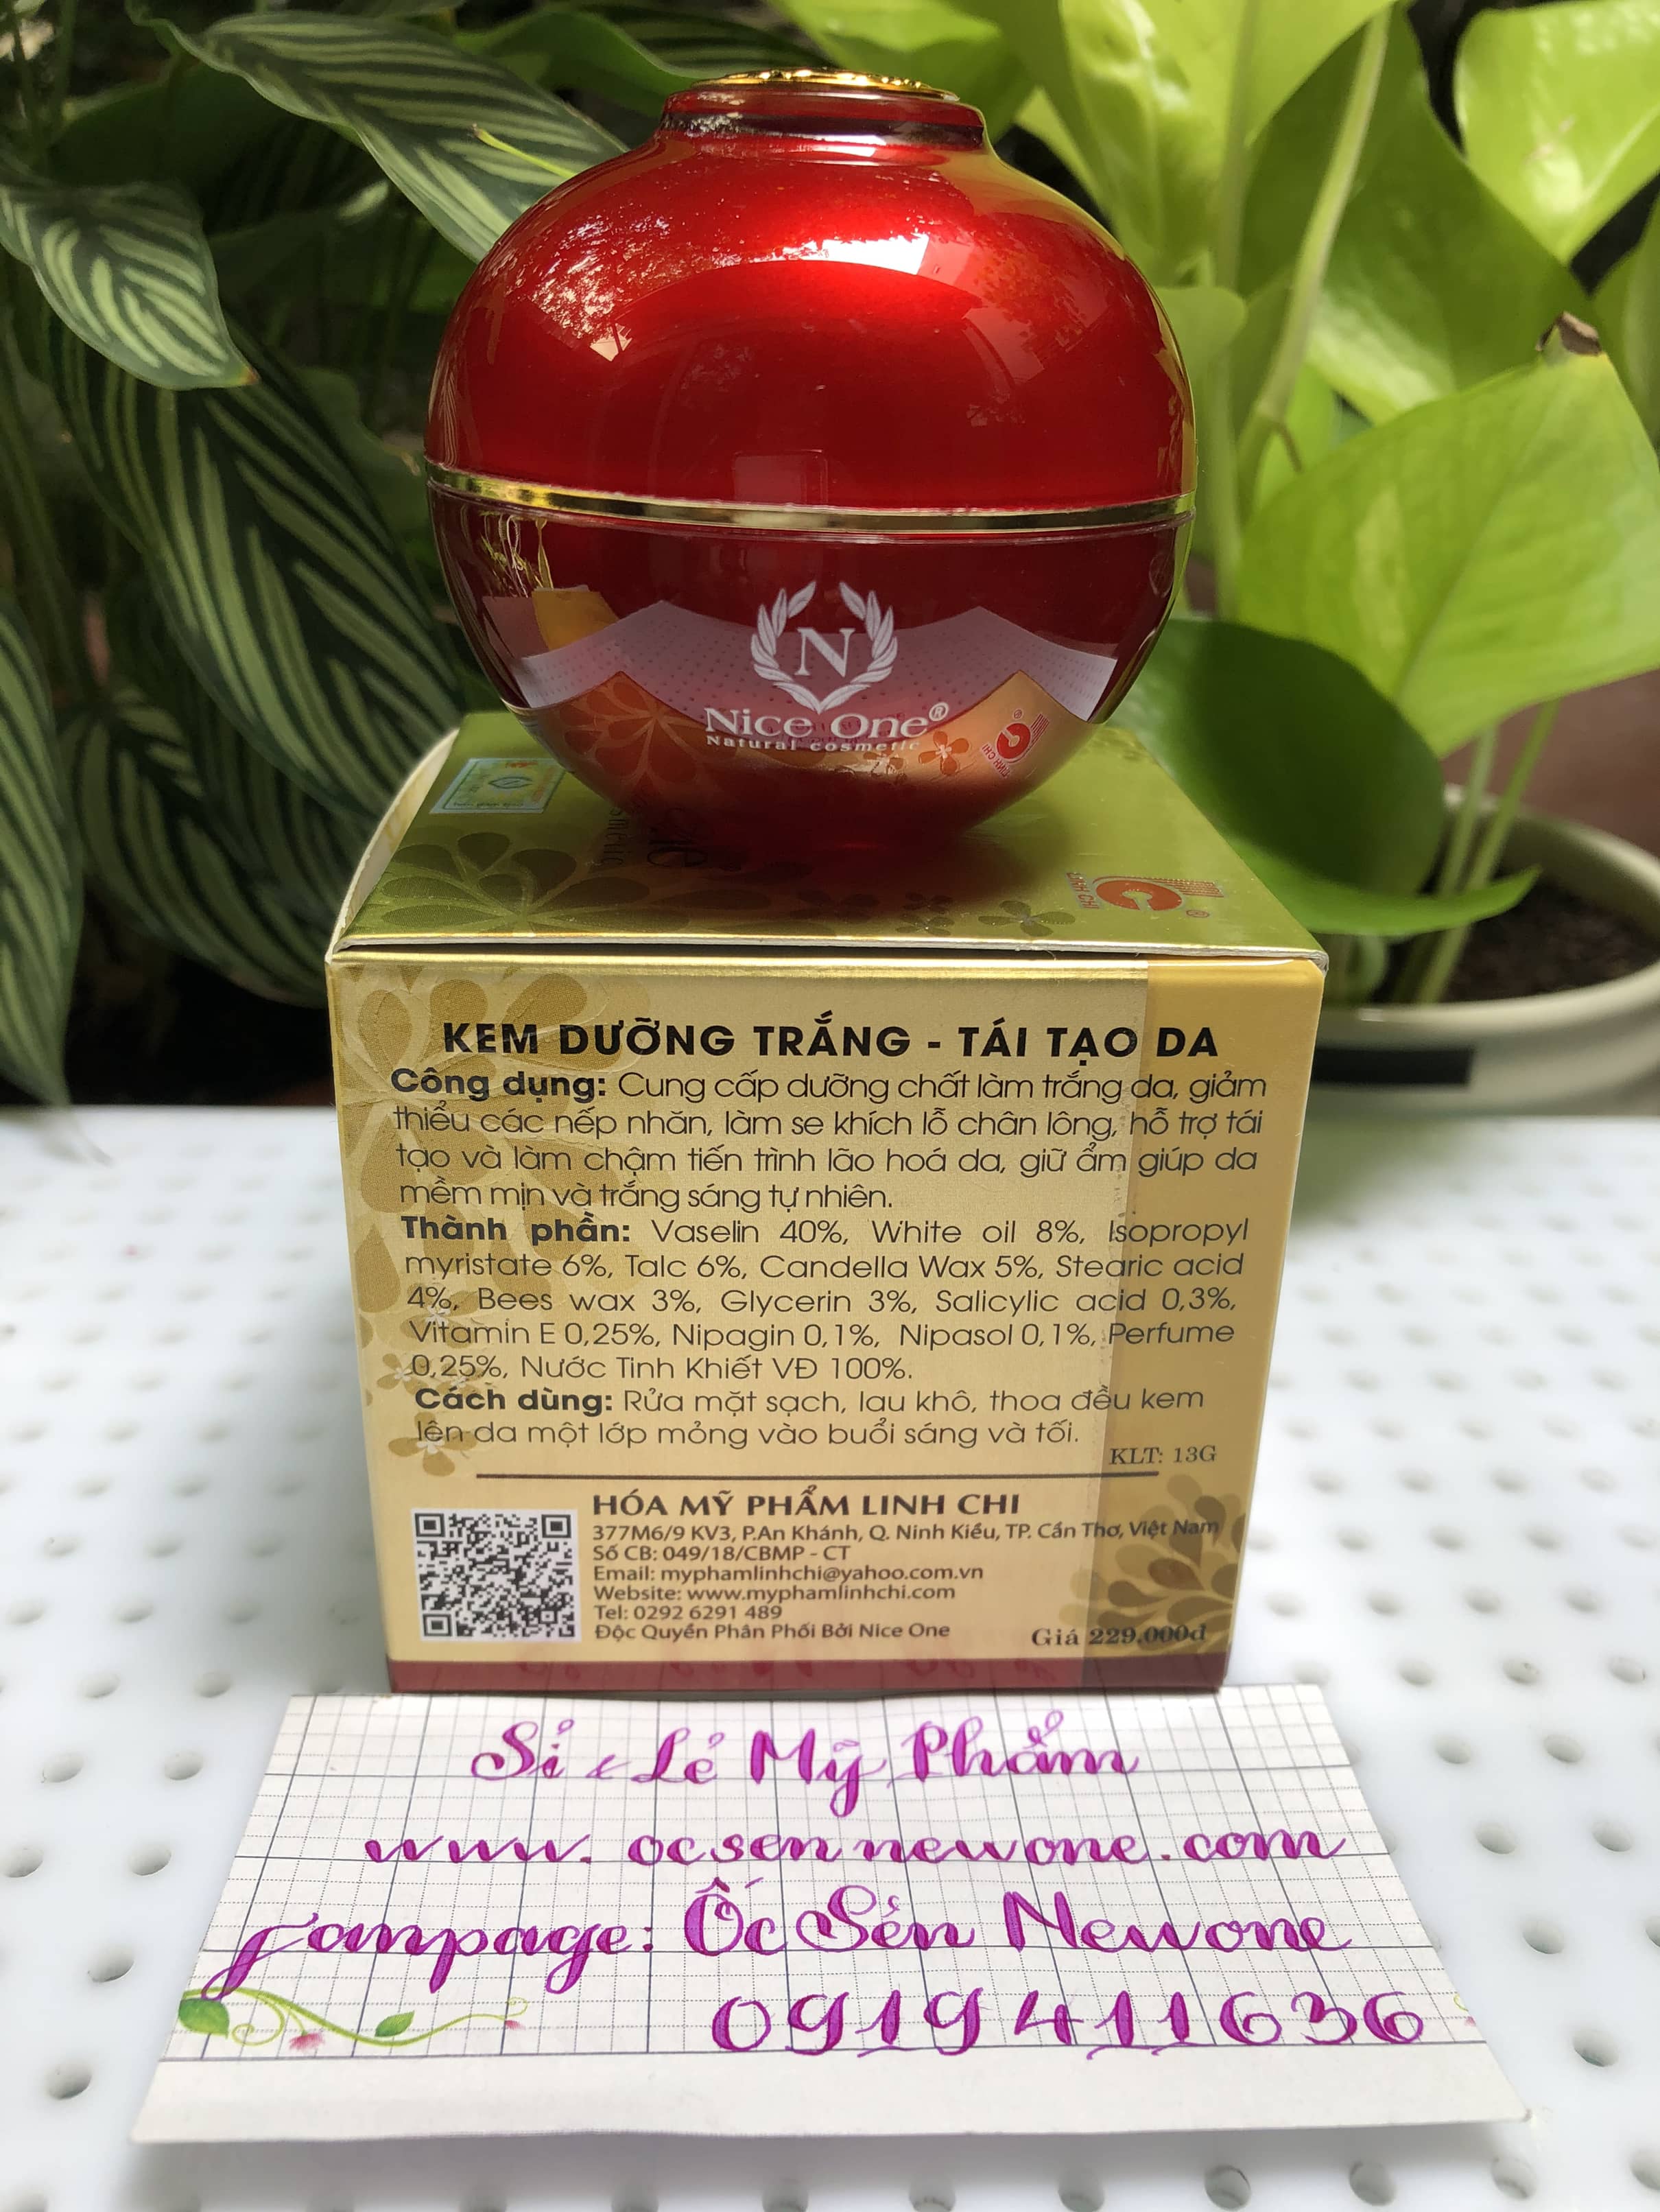 N
Nice One®
Natural cosmetic
LINH CHI
KEM DƯỠNG TRẮNG - TÁI TẠO DA
Công dụng: Cung cấp dưỡng chất làm trắng da, giảm
thiểu các nếp nhăn, làm se khích lỗ chân lông, hỗ trợ tái
tạo và làm chậm tiến trình lão hoá da, giữ ẩm giúp da
mềm mịn và trắng sáng tự nhiên.
Thành phần: Vaselin 40%, White oil 8%, Isopropyl
myristate 6%, Talc 6%, Candella Wax 5%, Stearic acid
4%, Bees wax 3%, Glycerin 3%, Salicylic acid 0,3%,
Vitamin E 0,25%, Nipagin 0,1%, Nipasol 0,1%, Perfume
0,25%, Nước Tinh Khiết VĐ 100%.
Cách dùng: Rửa mặt sạch, lau khô, thoa đều kem
lên da một lớp mỏng vào buổi sáng và tối.
KLT: 13G
HÓA MỸ PHẨM LINH CHI
377M6/9 KV3, P.An Khánh, Q. Ninh Kiều, TP. Cần Thơ, Việt Nam
Số CB: 049/18/CBMP - CT
Email: myphamlinhchi@yahoo.com.vn
Website: www.myphamlinhchi.com
Tel: 0292 6291 489
Độc Quyền Phân Phối Bởi Nice One
Giá 229.000đ
Sỉ & Lẻ Mỹ Phẩm
www.ocsennewone.com
fanpage: Ốc Sên Newone
0919 411636